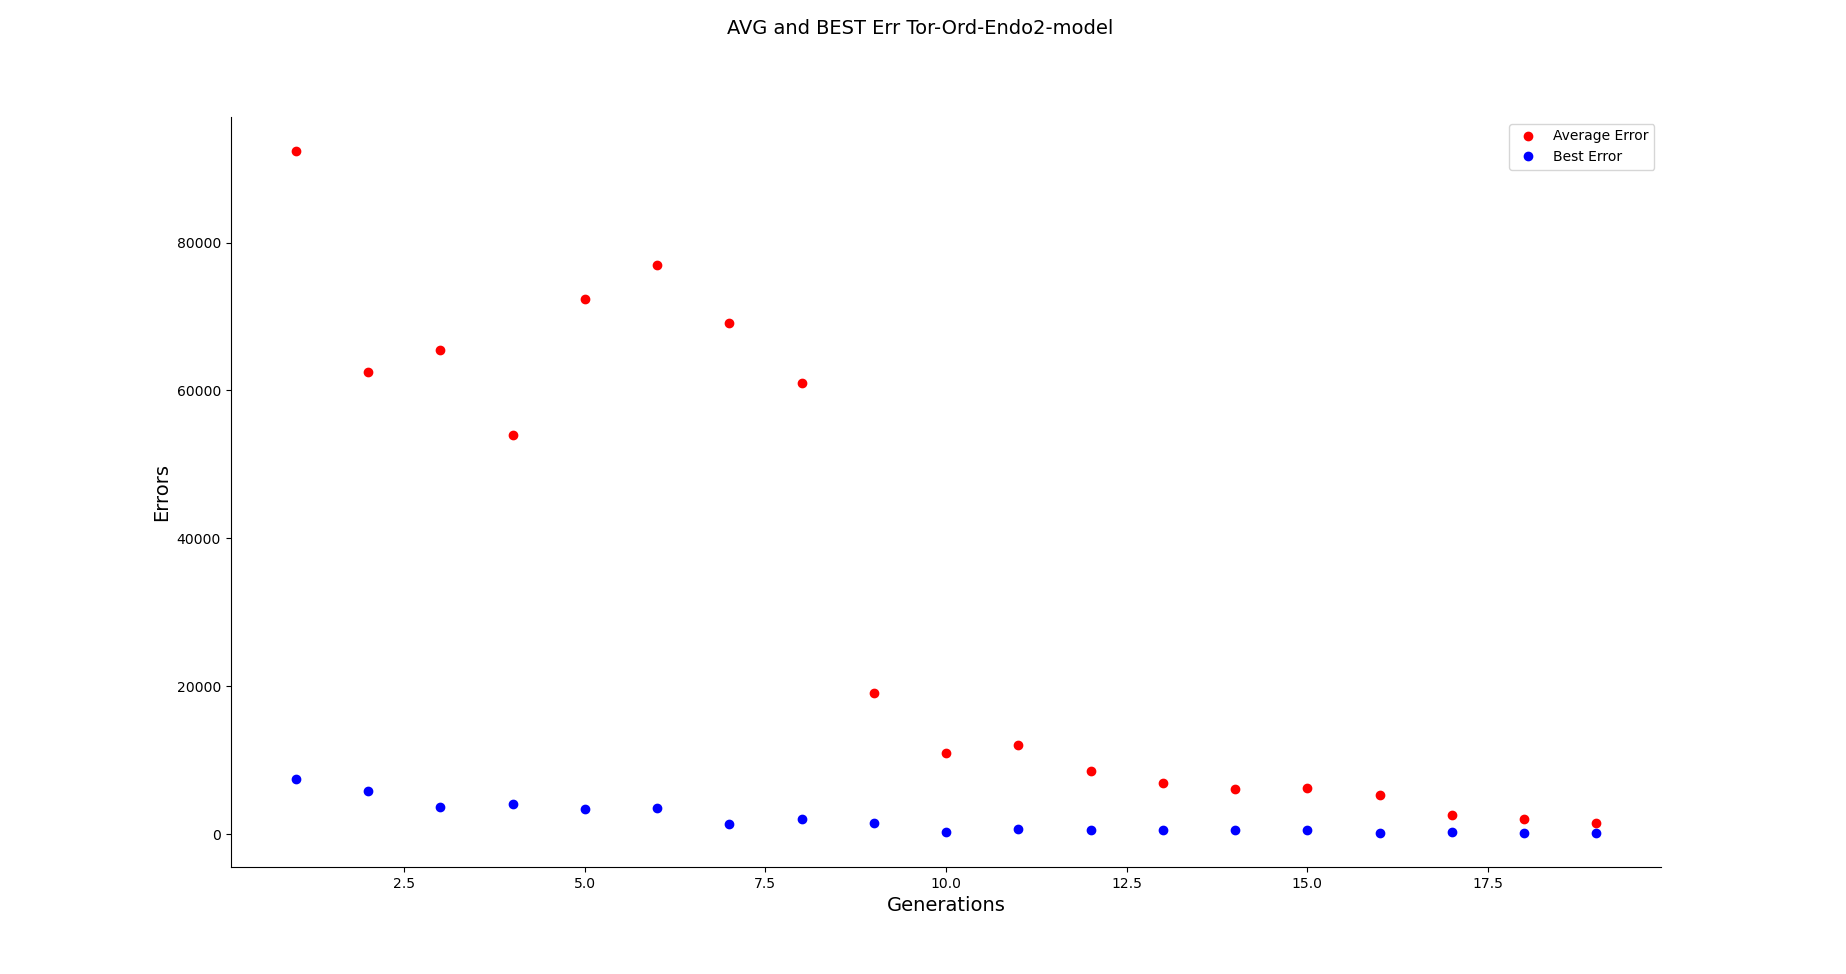 AVG and BEST Err Tor-Ord-Endo2-model
Average Error
Best Error
80000
60000
40000
20000
0
Errors
2.5 5.0 7.5 10.0 12.5 15.0 17.5
Generations